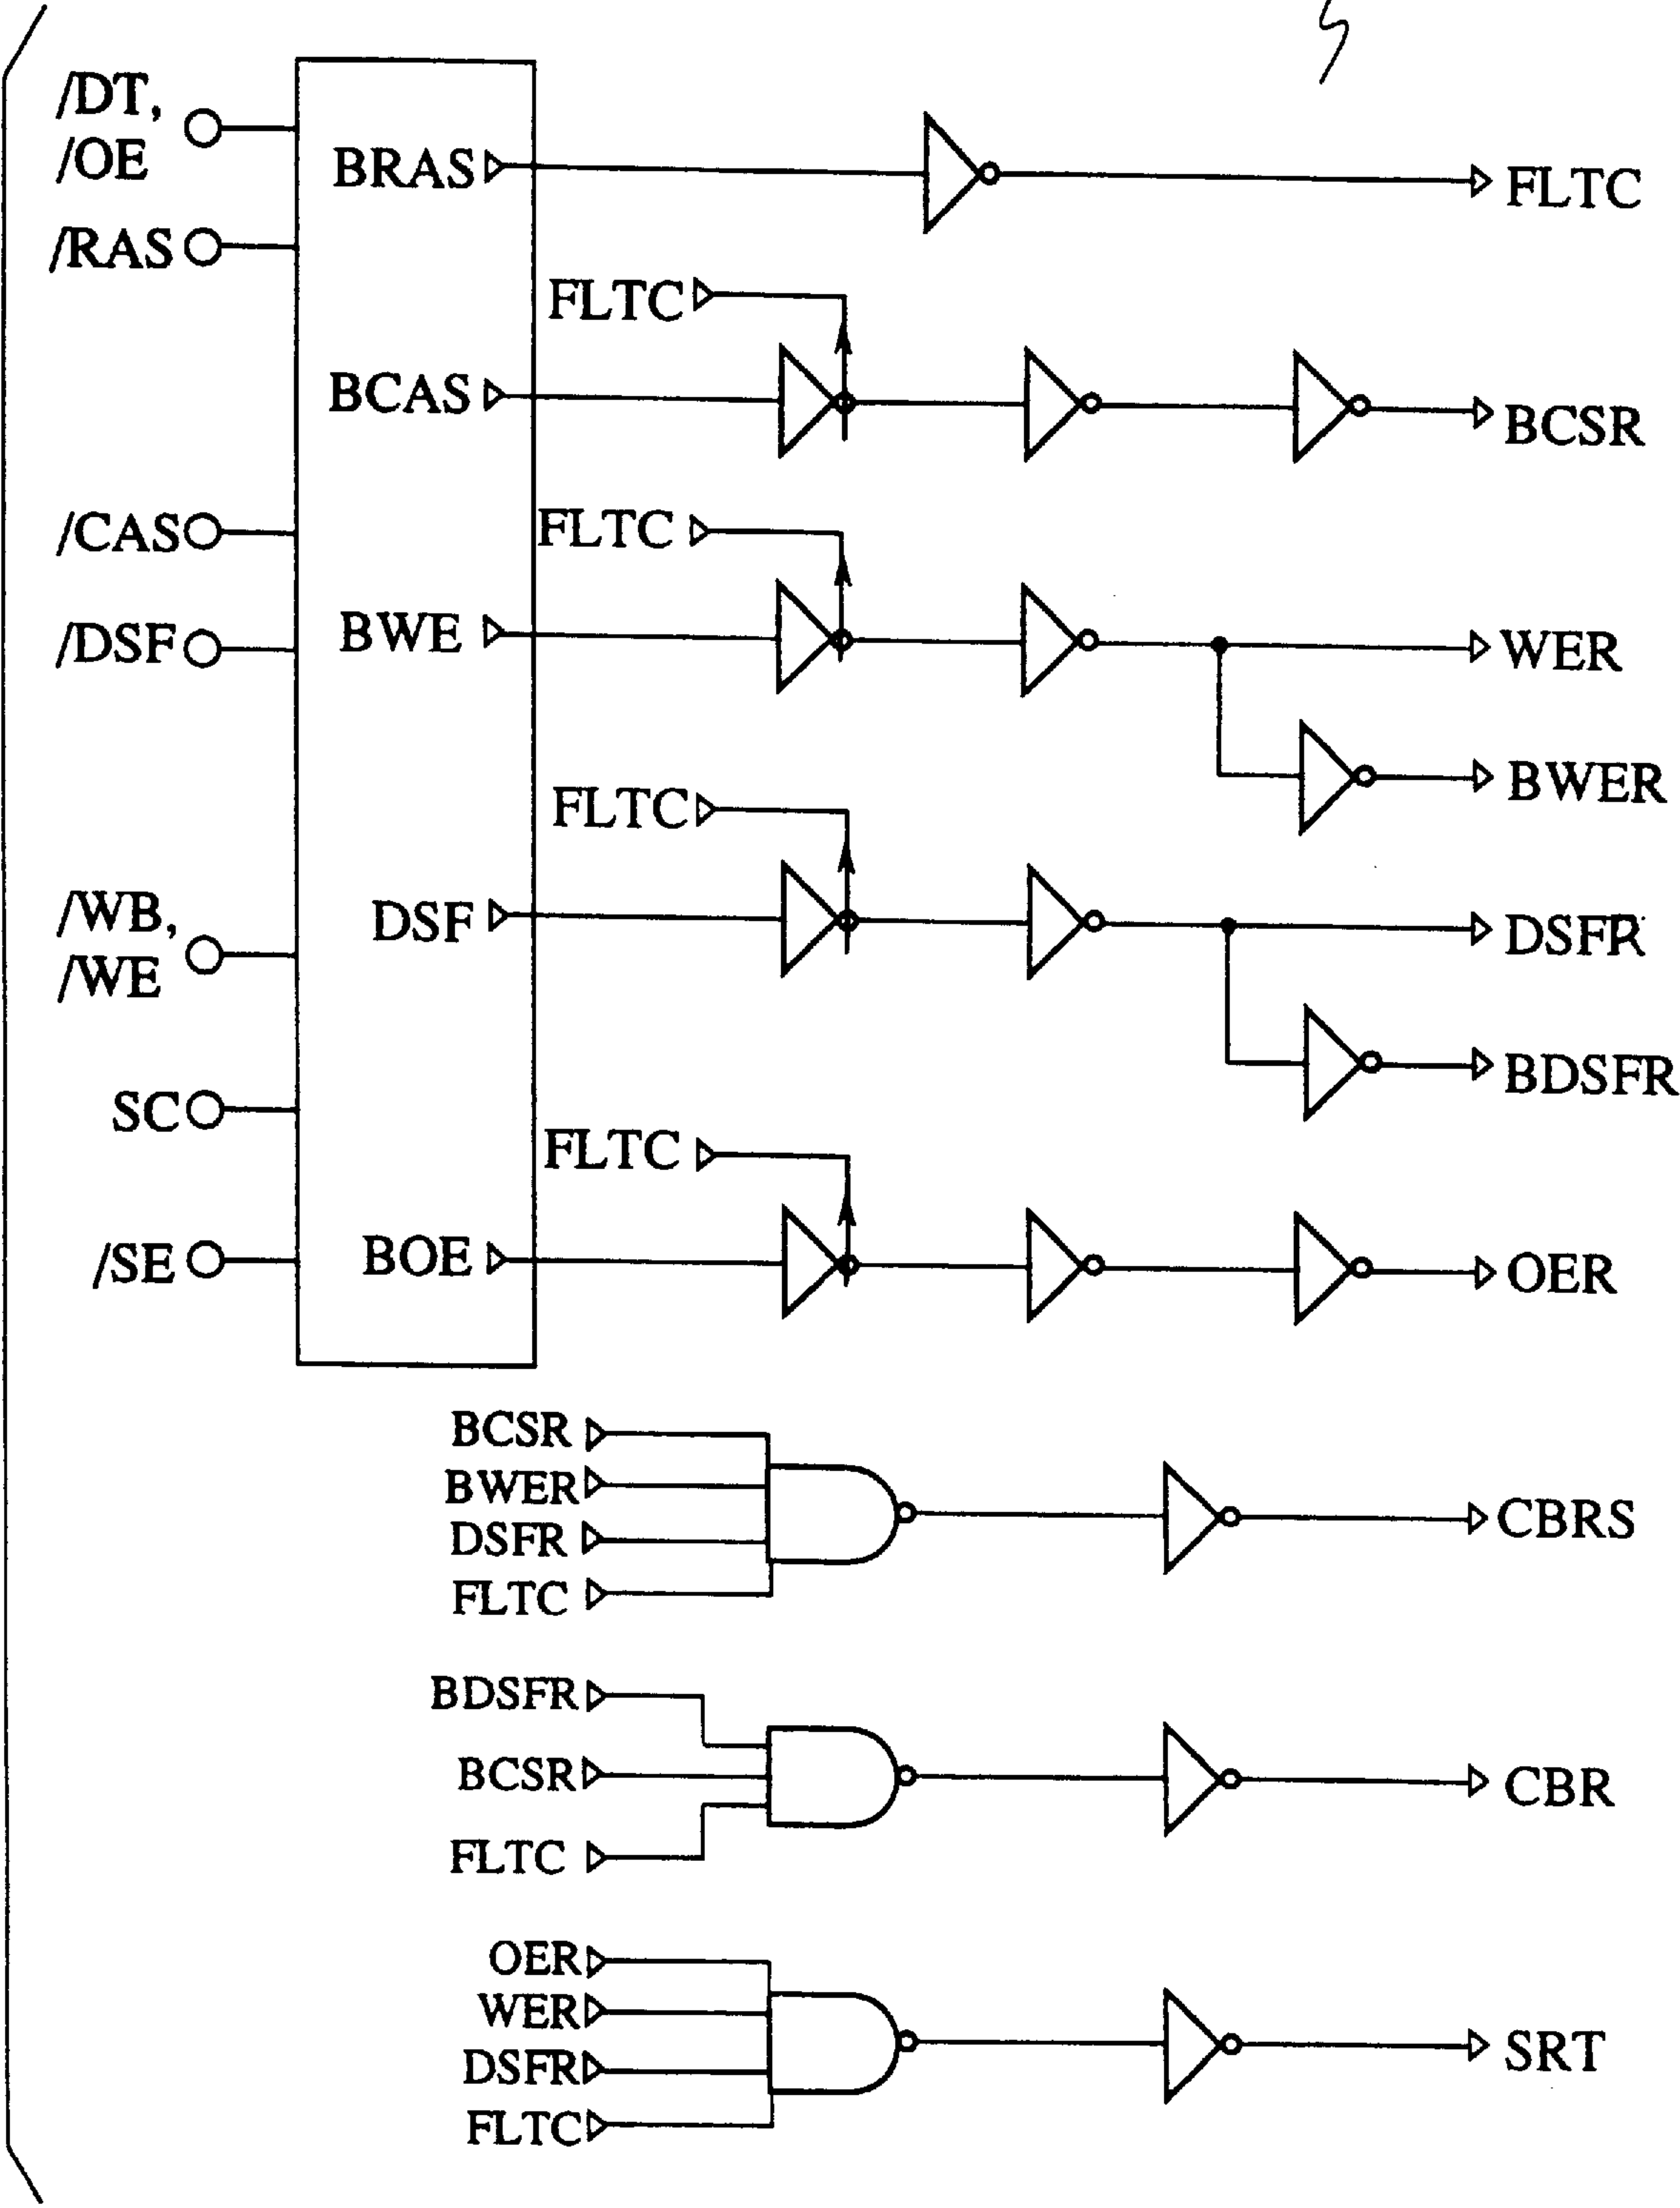 /DT,
/OE
/RAS
/CAS
/DSF
/WB,
/WE
SC
/SE
BRAS
BCAS
BWE
DSF
BOE
FLTC
FLTC
BCSR
FLTC
WER
BWER
FLTC
DSFR
BDSFR
FLTC
OER
BCSR
BWER
DSFR
FLTC
CBRS
BDSFR
BCSR
FLTC
CBR
OER
WER
DSFR
FLTC
SRT